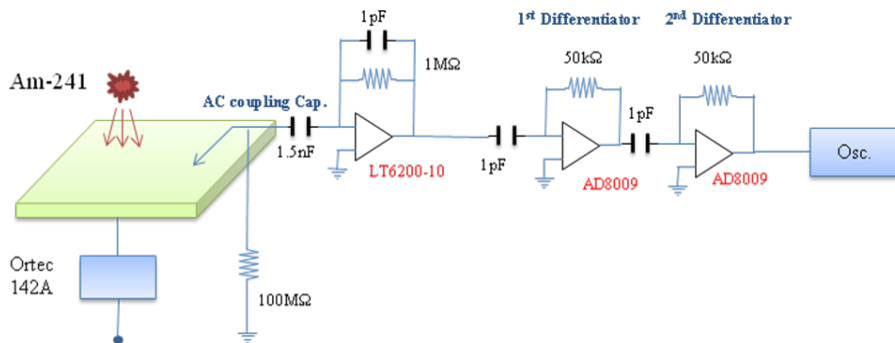 1pF
1st Differentiator
2nd Differentiator
Am-241
1MΩ
50kΩ
50kΩ
AC coupling Cap.
1pF
1.5nF
1pF
LT6200-10
AD8009
AD8009
Osc.
Ortec
142A
100MΩ